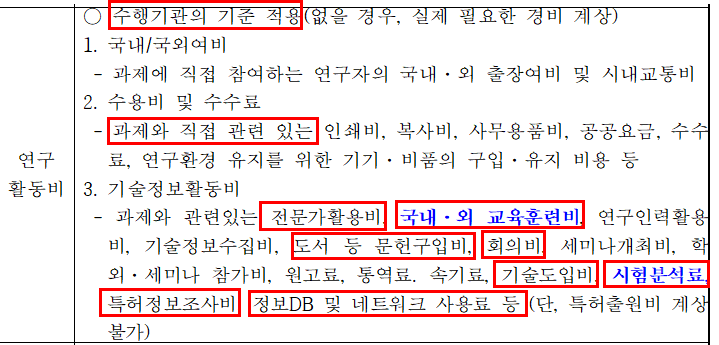 ○ 수행기관의 기준 적용(없을 경우, 실제 필요한 경비 계상)
1. 국내/국외여비
- 과제에 직접 참여하는 연구자의 국내·외 출장여비 및 시내교통비
2. 수용비 및 수수료
- 과제와 직접 관련 있는 인쇄비, 복사비, 사무용품비, 공공요금, 수수
료, 연구환경 유지를 위한 기기·비품의 구입·유지 비용 등
연구
활동비
3. 기술정보활동비
- 과제와 관련있는 전문가활용비, 국내·외 교육훈련비, 연구인력활용
비, 기술정보수집비, 도서 등 문헌구입비, 회의비, 세미나개최비, 학
외·세미나 참가비, 원고료, 통역료. 속기료, 기술도입비, 시험분석료,
특허정보조사비, 정보DB 및 네트워크 사용료 등 (단, 특허출원비 계상
불가)